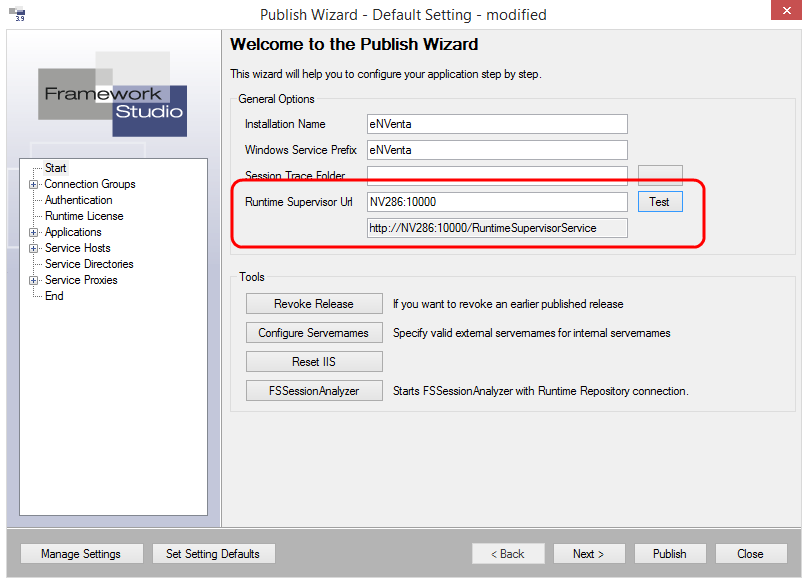 3.9
Publish Wizard - Default Setting - modified
Framework
Studio
Start
Connection Groups
Authentication
Runtime License
Applications
Service Hosts
Service Directories
Service Proxies
End
Welcome to the Publish Wizard
This wizard will help you to configure your application step by step.
General Options
Installation Name
eNVenta
Windows Service Prefix
eNVenta
Session Trace Folder
Runtime Supervisor Url
NV286:10000
Test
http://NV286:10000/RuntimeSupervisorService
Tools
Revoke Release
If you want to revoke an earlier published release
Configure Servernames
Specify valid external servernames for internal servernames
Reset IIS
FSSessionAnalyzer
Starts FSSessionAnalyzer with Runtime Repository connection.
Manage Settings
Set Setting Defaults
< Back
Next >
Publish
Close